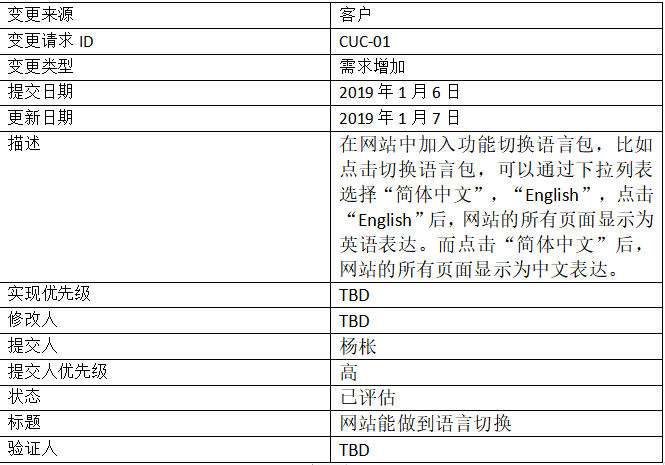 变更来源 客户
变更请求 ID CUC-01
变更类型 需求增加
提交日期 2019 年 1 月 6 日
更新日期 2019 年 1 月 7 日
描述 在网站中加入功能切换语言包，比如
点击切换语言包，可以通过下拉列表
选择“简体中文”，“English”，点击
“English”后，网站的所有页面显示为
英语表达。而点击“简体中文”后，
网站的所有页面显示为中文表达。
实现优先级 TBD
修改人 TBD
提交人 杨枨
提交人优先级 高
状态 已评估
标题 网站能做到语言切换
验证人 TBD